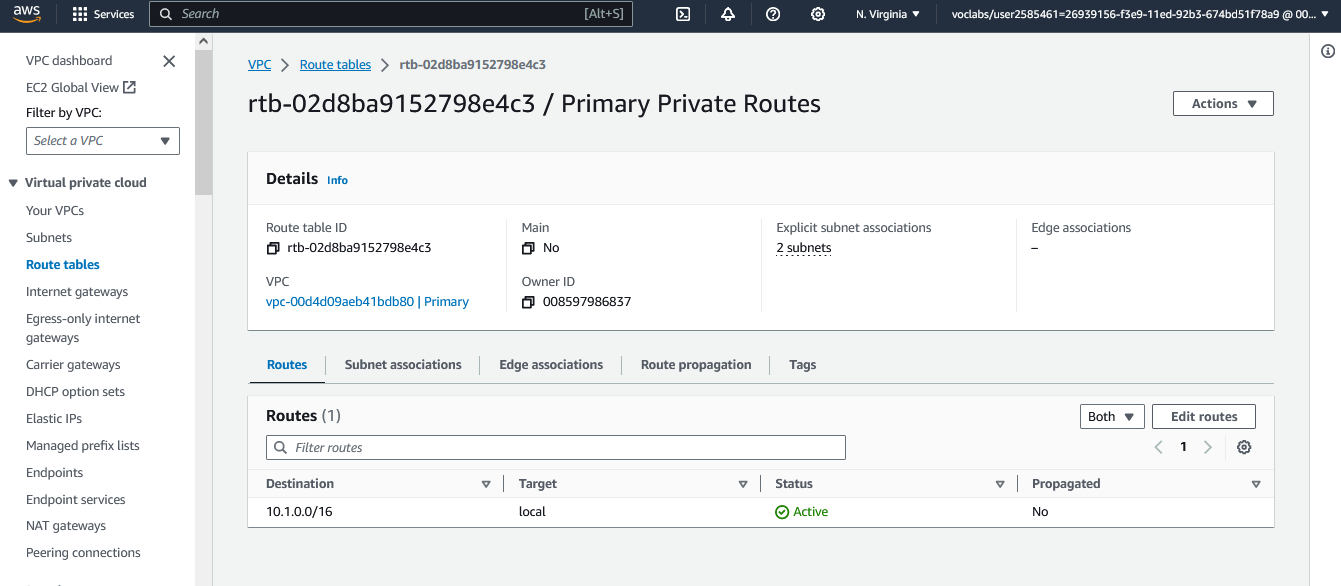 aws
Services
Search
[Alt+S]
N. Virginia
voclabs/user2585461=26939156-f3e9-11ed-92b3-674bd51f78a9 @ 00...
VPC dashboard
EC2 Global View
Filter by VPC:
Select a VPC
Virtual private cloud
Your VPCs
Subnets
Route tables
Internet gateways
Egress-only internet
gateways
Carrier gateways
DHCP option sets
Elastic IPs
Managed prefix lists
Endpoints
Endpoint services
NAT gateways
Peering connections
VPC
Route tables
rtb-02d8ba9152798e4c3
rtb-02d8ba9152798e4c3 / Primary Private Routes
Actions
Details Info
Route table ID
rtb-02d8ba9152798e4c3
Main
No
Explicit subnet associations
2 subnets
Edge associations
–
VPC
vpc-00d4d09aeb41bdb80 | Primary
Owner ID
008597986837
Routes
Subnet associations
Edge associations
Route propagation
Tags
Routes (1)
Both
Edit routes
Filter routes
1
Destination
Target
Status
Propagated
10.1.0.0/16
local
Active
No